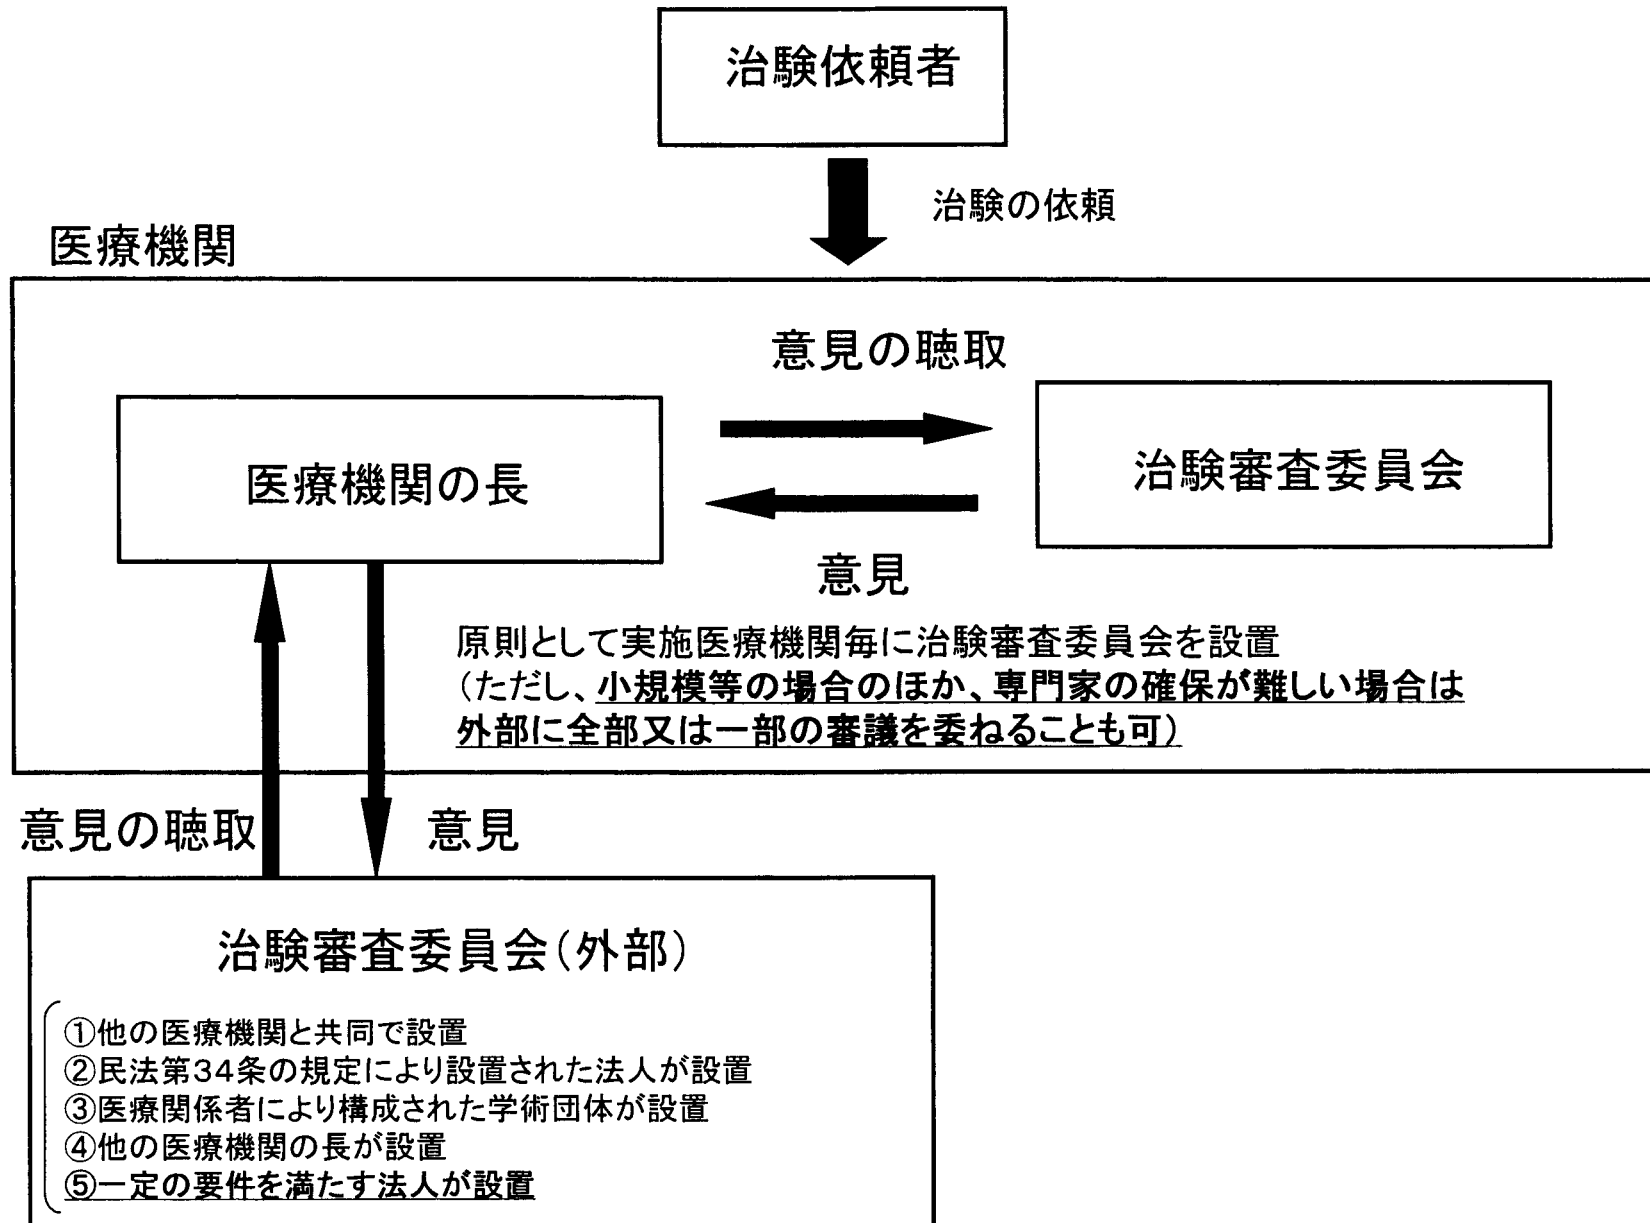 治験依頼者
治験の依頼
医療機関
意見の聴取
医療機関の長
治験審査委員会
意見
原則として実施医療機関毎に治験審査委員会を設置
（ただし、小規模等の場合のほか、専門家の確保が難しい場合は
外部に全部又は一部の審議を委ねることも可）
意見の聴取
意見
治験審査委員会（外部）
①他の医療機関と共同で設置
②民法第34条の規定により設置された法人が設置
③医療関係者により構成された学術団体が設置
④他の医療機関の長が設置
⑤一定の要件を満たす法人が設置